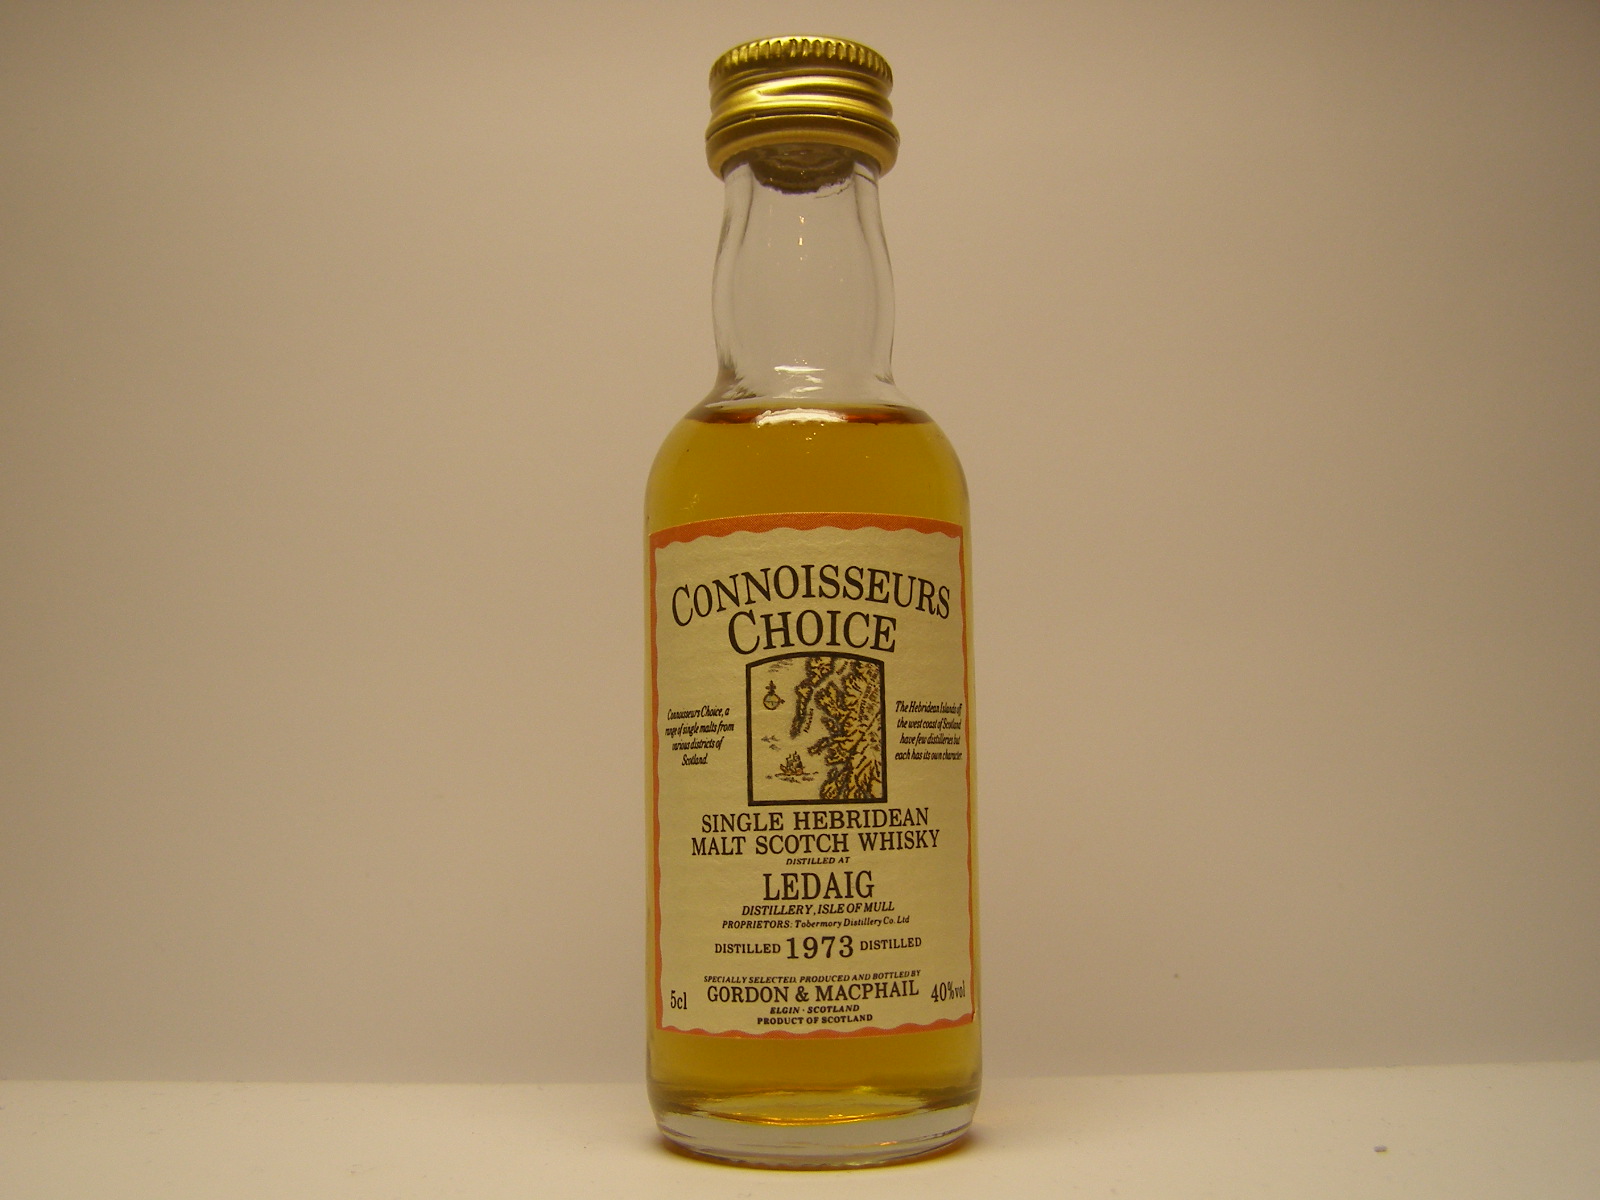 CONNOISSEURS
CHOICE
Connoisseurs Choice, a
range of single malts from
various districts of
Scotland.
The Hebridean Islands off
the west coast of Scotland
have few distilleries but
each has its own character
SINGLE HEBRIDEAN
MALT SCOTCH WHISKY
DISTILLED AT
LEDAIG
DISTILLERY, ISLE OF MULL
PROPRIETORS: Tobermory Distillery Co. Ltd
DISTILLED 1973 DISTILLED
SPECIALLY SELECTED, PRODUCED AND BOTTLED BY
5cl GORDON & MACPHAIL 40%vol
ELGIN · SCOTLAND
PRODUCT OF SCOTLAND